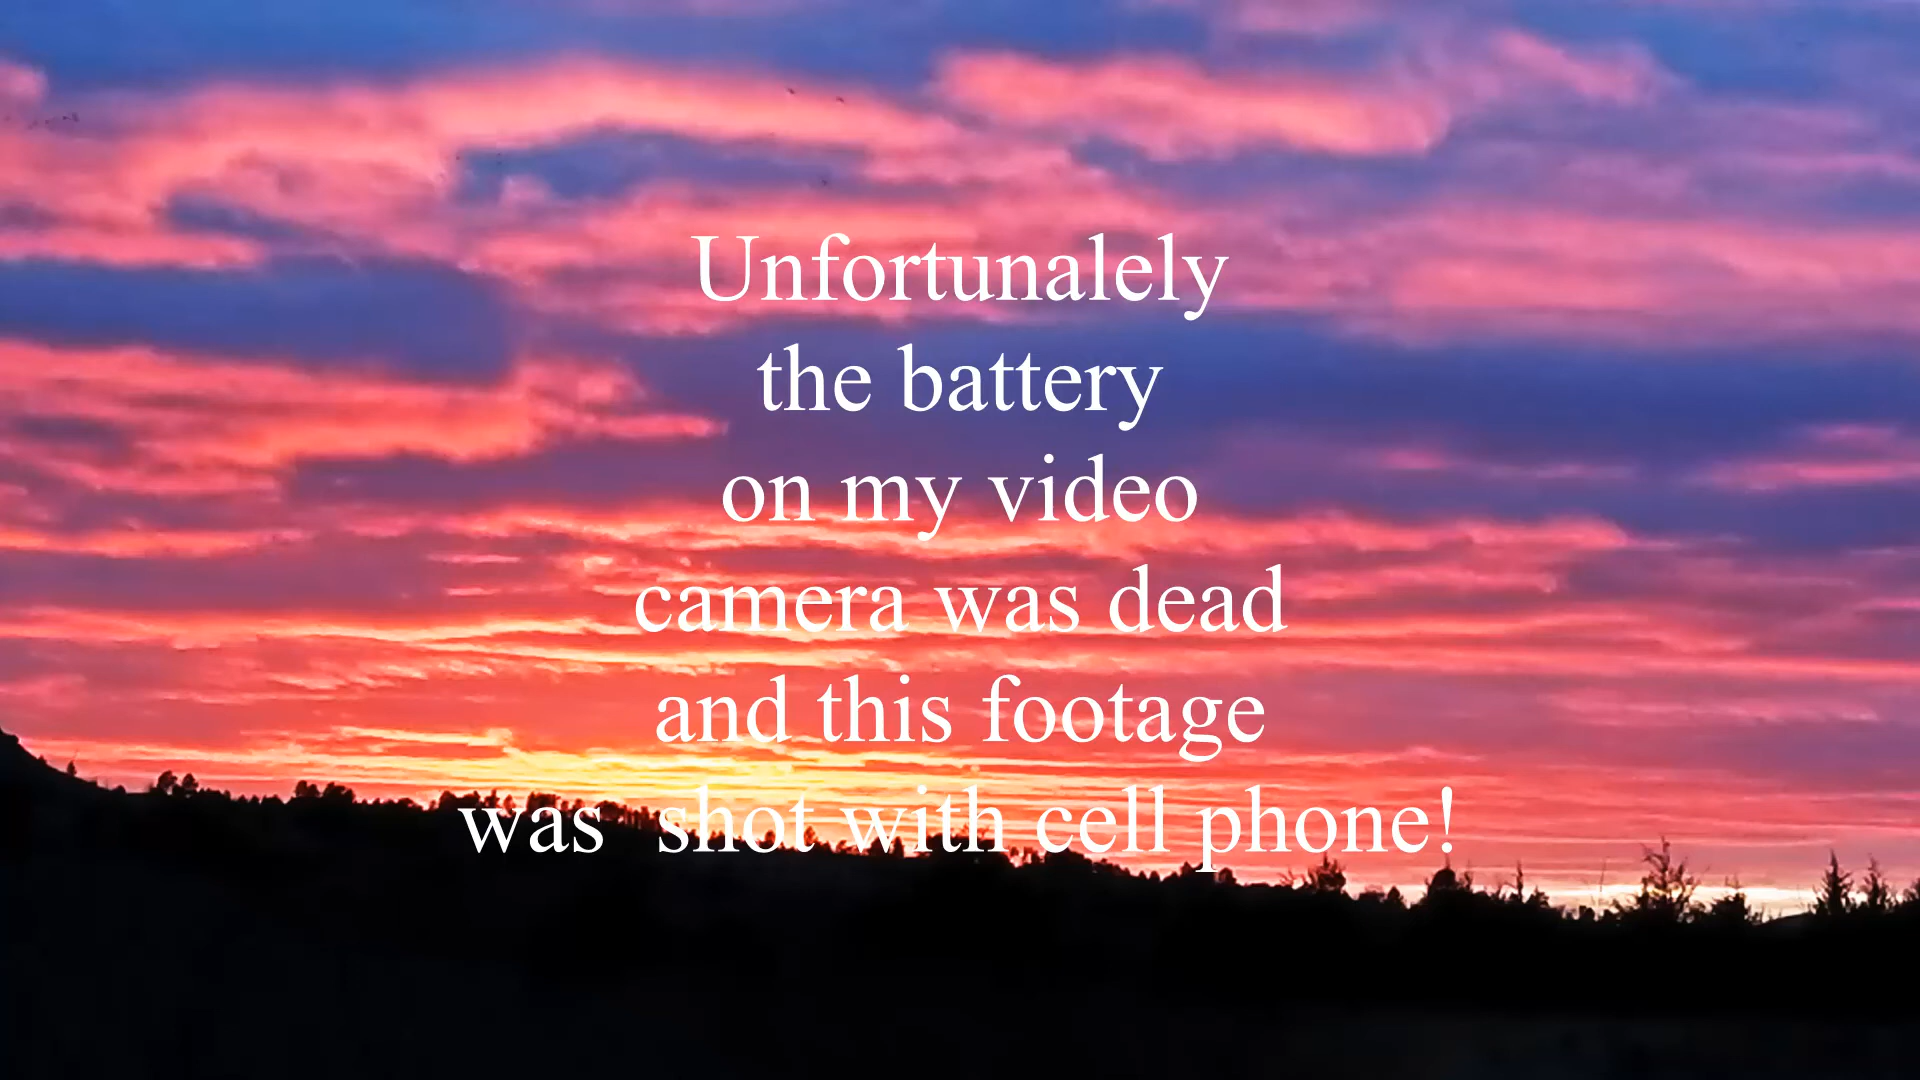 Unfortunalely
the battery
on my video
camera was dead
and this footage
was  shot with cell phone!